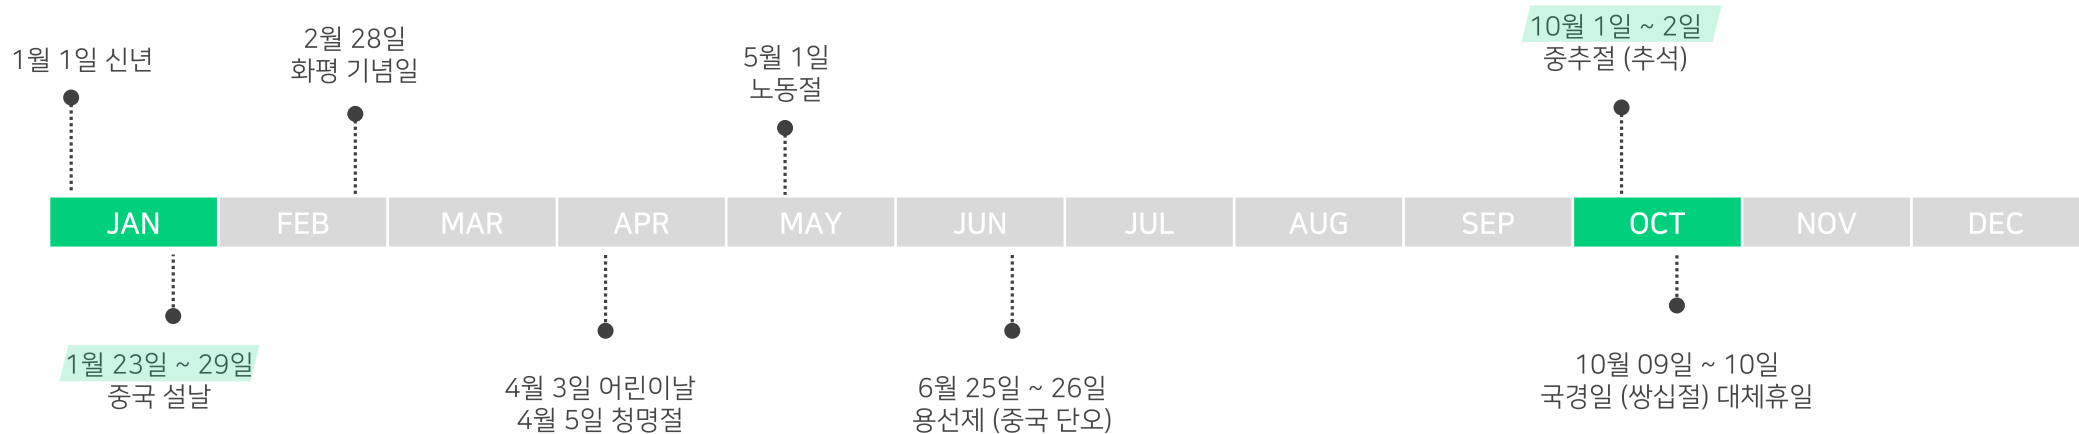 1월 1일 신년
2월 28일
화평 기념일
5월 1일
노동절
10월 1일 ~ 2일
중추절 (추석)
JAN
FEB
MAR
APR
MAY
JUN
JUL
AUG
SEP
OCT
NOV
DEC
1월 23일 ~ 29일
중국 설날
4월 3일 어린이날
4월 5일 청명절
6월 25일 ~ 26일
용선제 (중국 단오)
10월 09일 ~ 10일
국경일 (쌍십절) 대체휴일